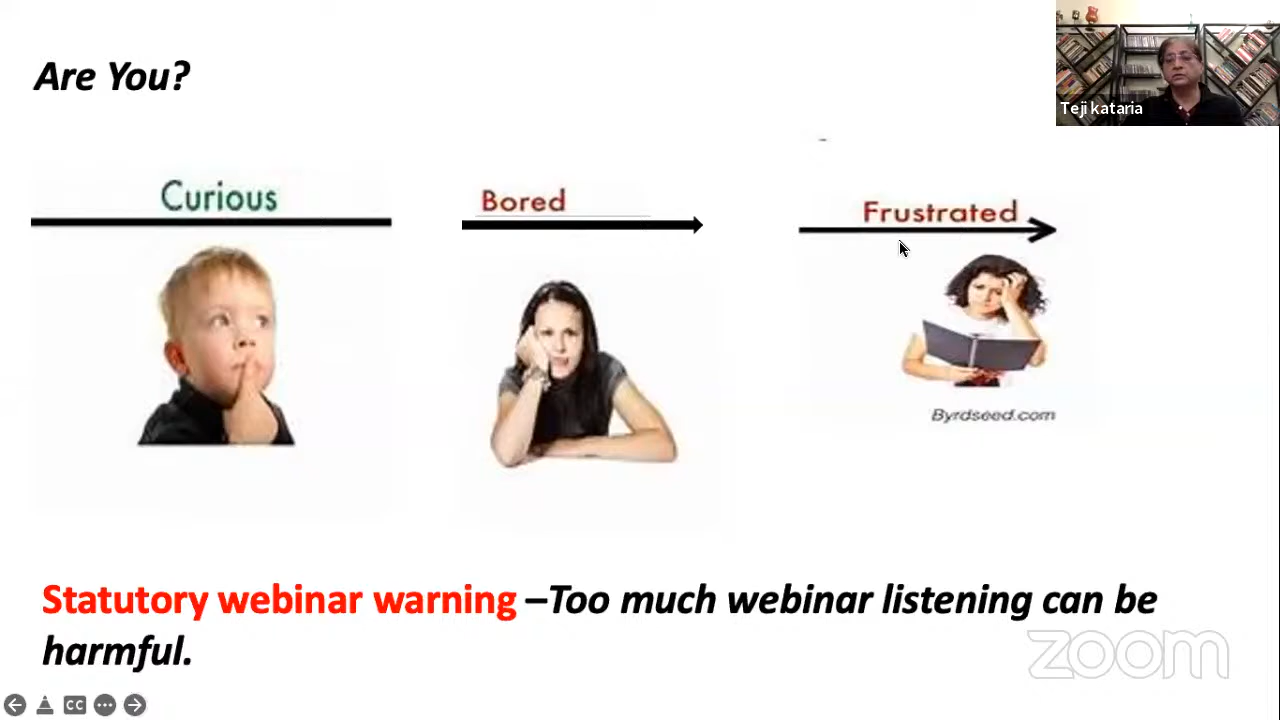 Are You?
Teji kataria
Curious
Bored
Frustrated
Byrdseed.com
Statutory webinar warning –Too much webinar listening can be
harmful.
zoom
CC